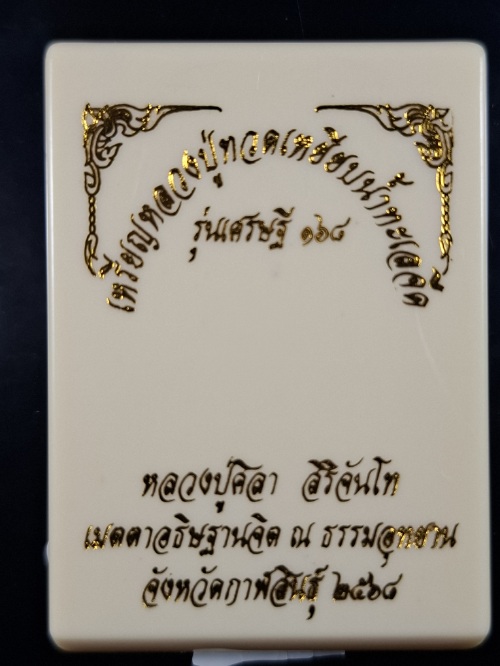 เหรียญหลวงปู่ทวดเหยียบน้ำทะเลจืด
รุ่นเศรษฐี ๑๖๘
หลวงปู่ศิลา สิริจันโท
เมตตาอธิษฐานจิต ณ ธรรมอุทยาน
จังหวัดกาฬสินธุ์ ๒๕๖๘